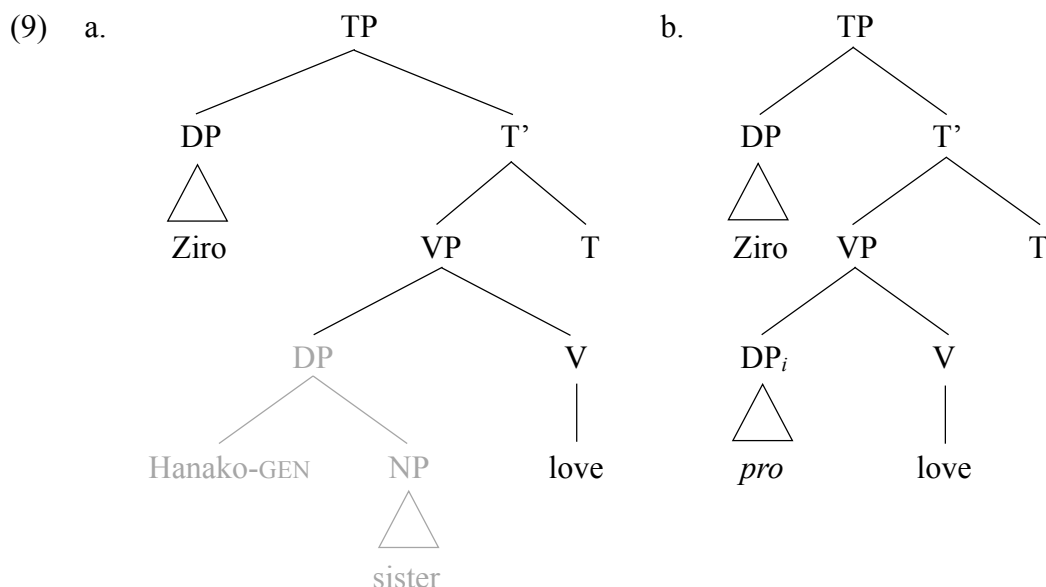 (9) a. TP b. TP
DP T’ DP T’
Ziro VP T Ziro VP T
DP V DPi V
Hanako-GEN NP love pro love
sister